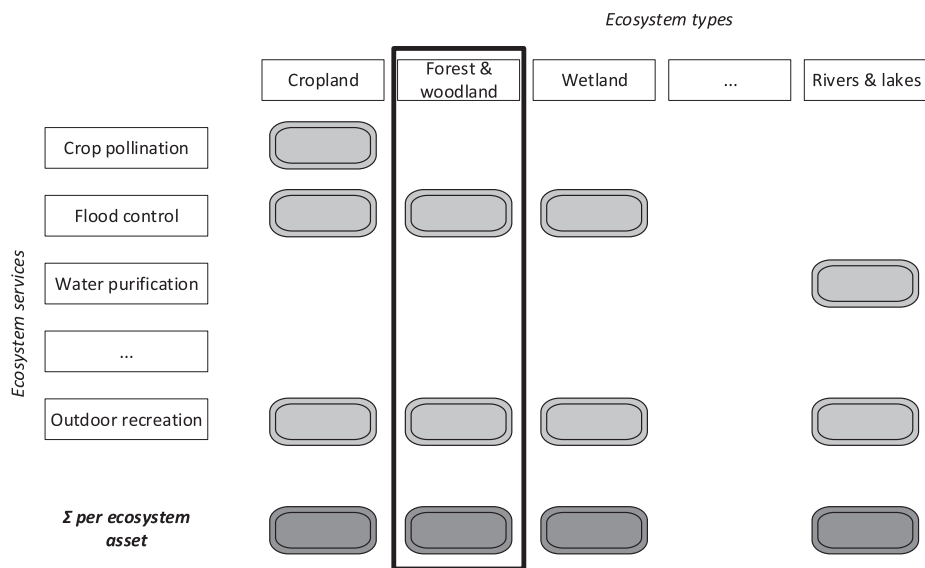 Ecosystem types
Cropland
Forest &
woodland
Wetland
...
Rivers & lakes
Ecosystem services
Crop pollination
Flood control
Water purification
...
Outdoor recreation
Σ per ecosystem
asset